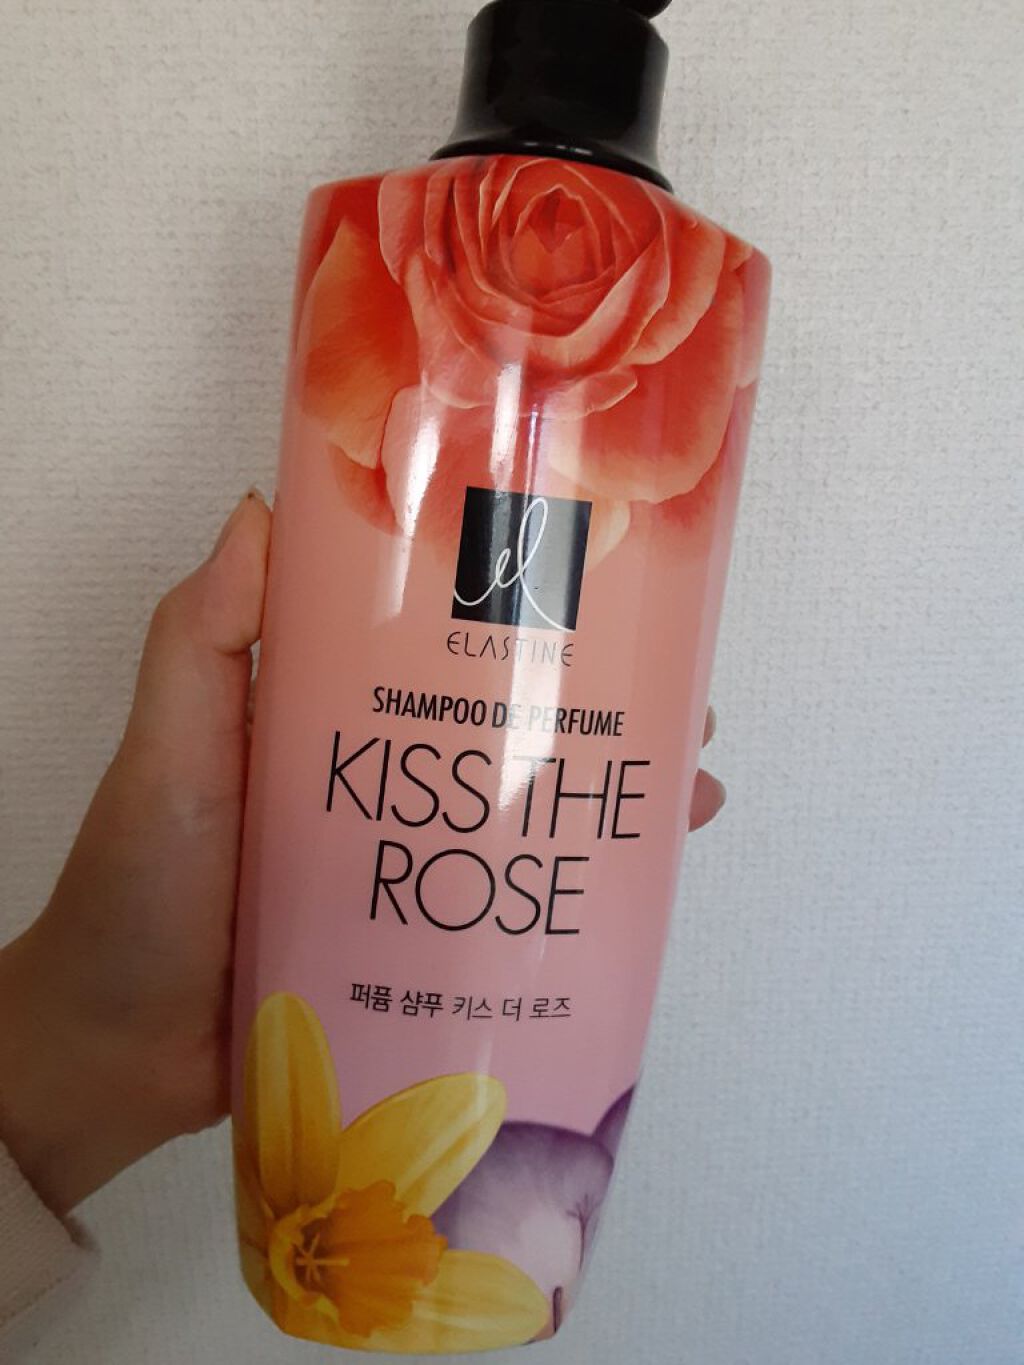 ELASTINE
SHAMPOO DE PERFUME
KISS THE
ROSE
퍼퓸 샴푸 키스 더 로즈